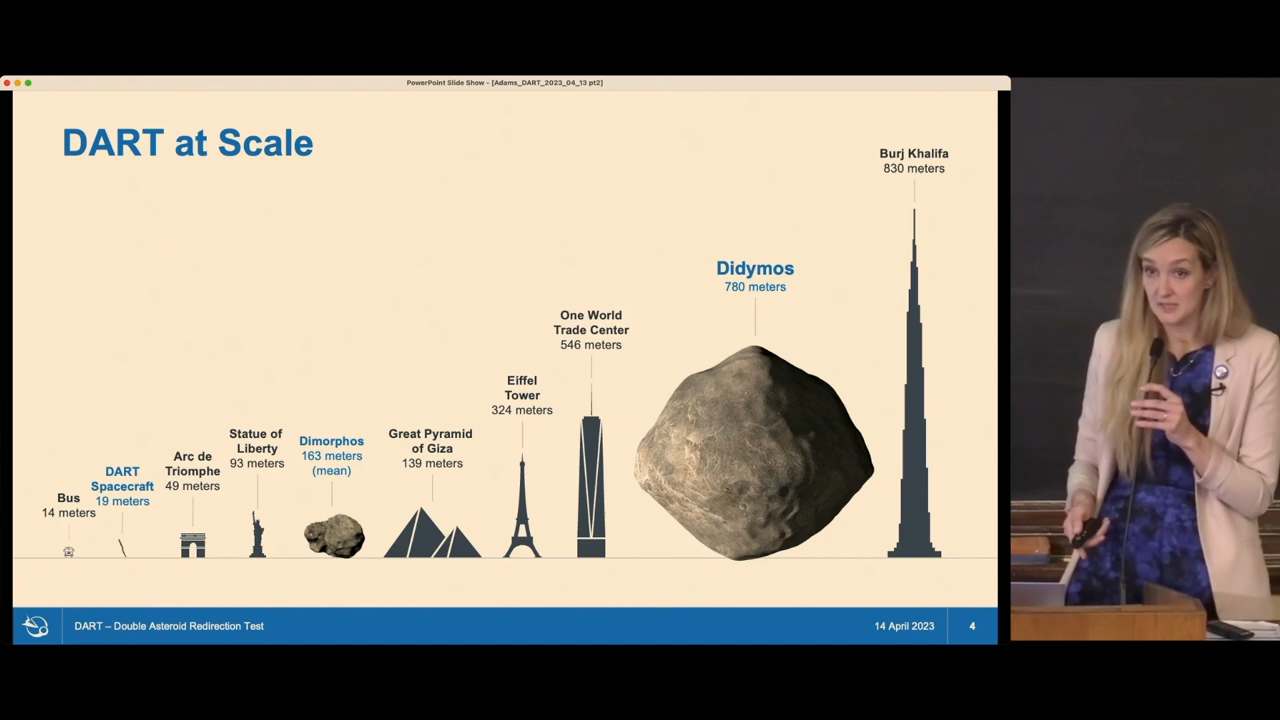 PowerPoint Slide Show - [Adams_DART_2023_04_13 pt2]
DART at Scale
Bus
14 meters
DART
Spacecraft
19 meters
Arc de
Triomphe
49 meters
Statue of
Liberty
93 meters
Dimorphos
163 meters
(mean)
Great Pyramid
of Giza
139 meters
Eiffel
Tower
324 meters
One World
Trade Center
546 meters
Didymos
780 meters
Burj Khalifa
830 meters
DART – Double Asteroid Redirection Test
14 April 2023
4